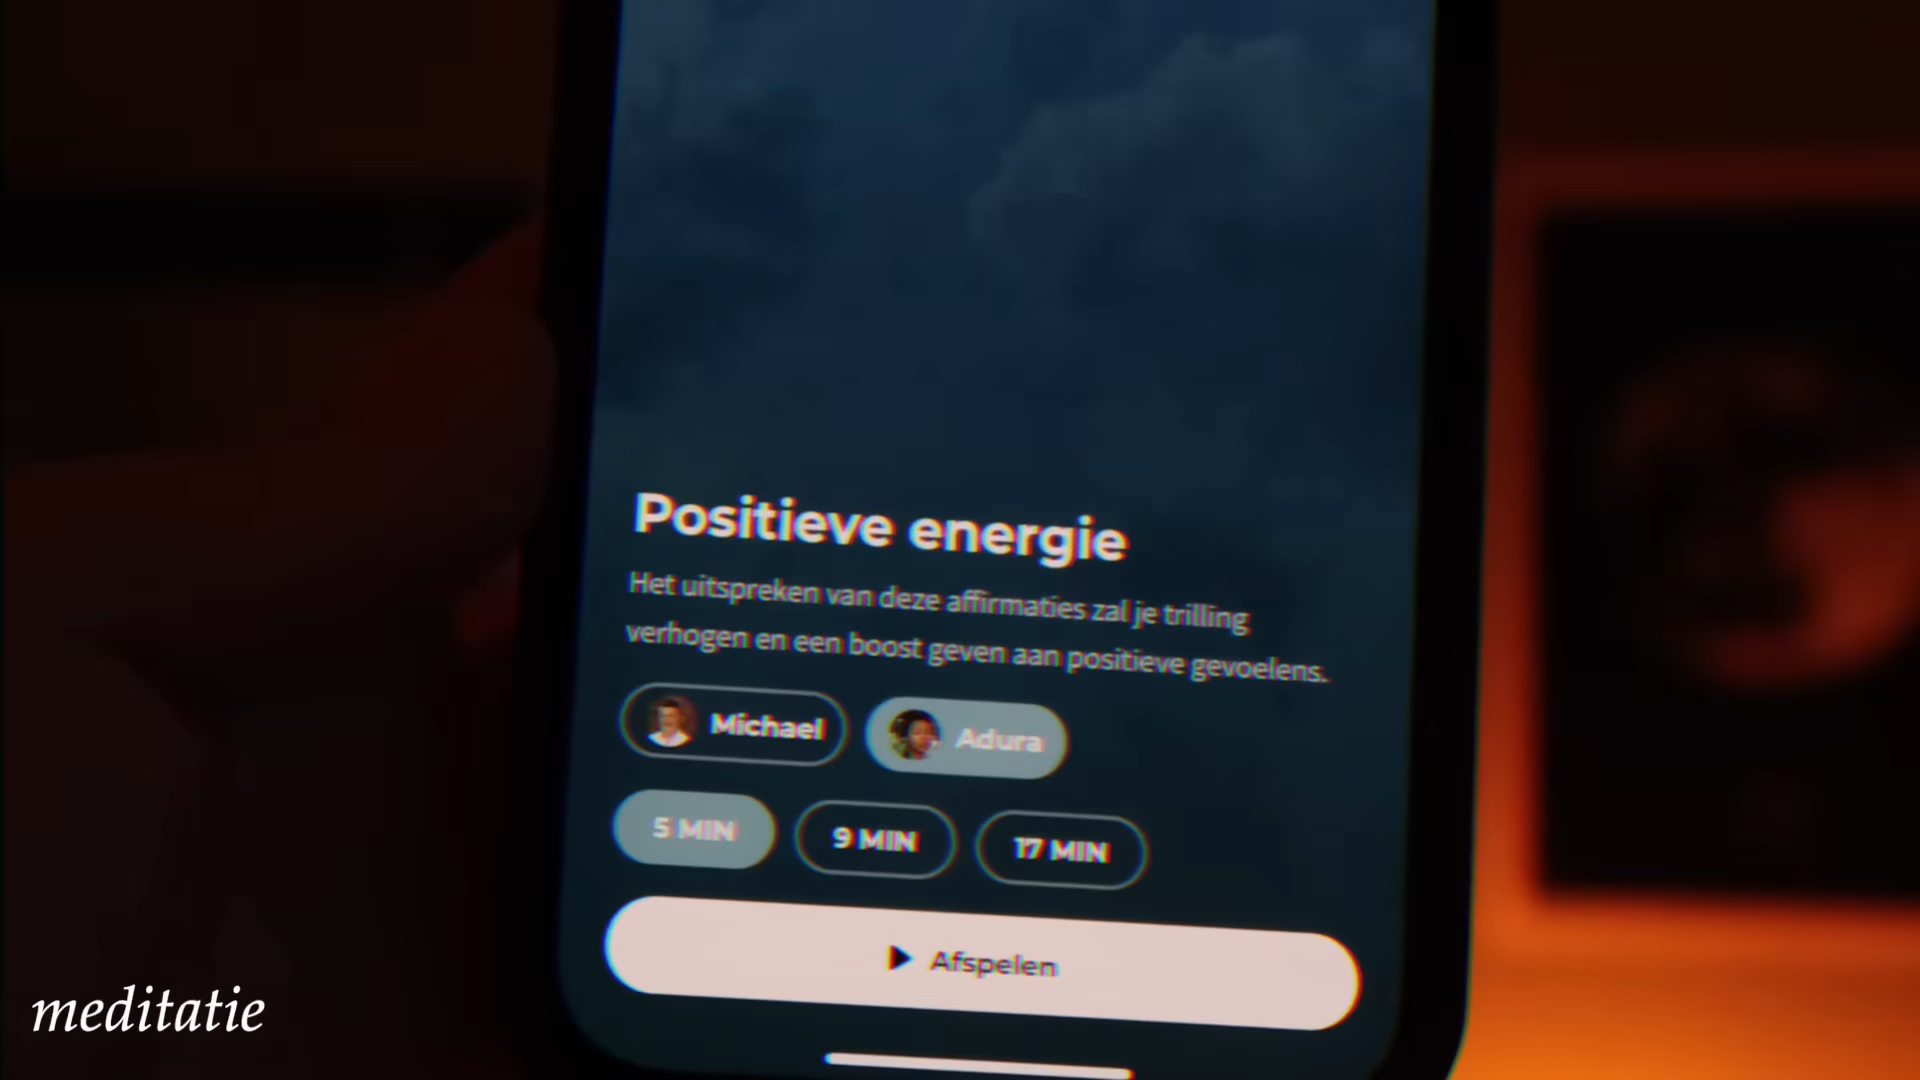 Positieve energie
Het uitspreken van deze affirmaties zal je trilling
verhogen en een boost geven aan positieve gevoelens.
Michael Adura
5 MIN 9 MIN 17 MIN
Afspelen
meditatie